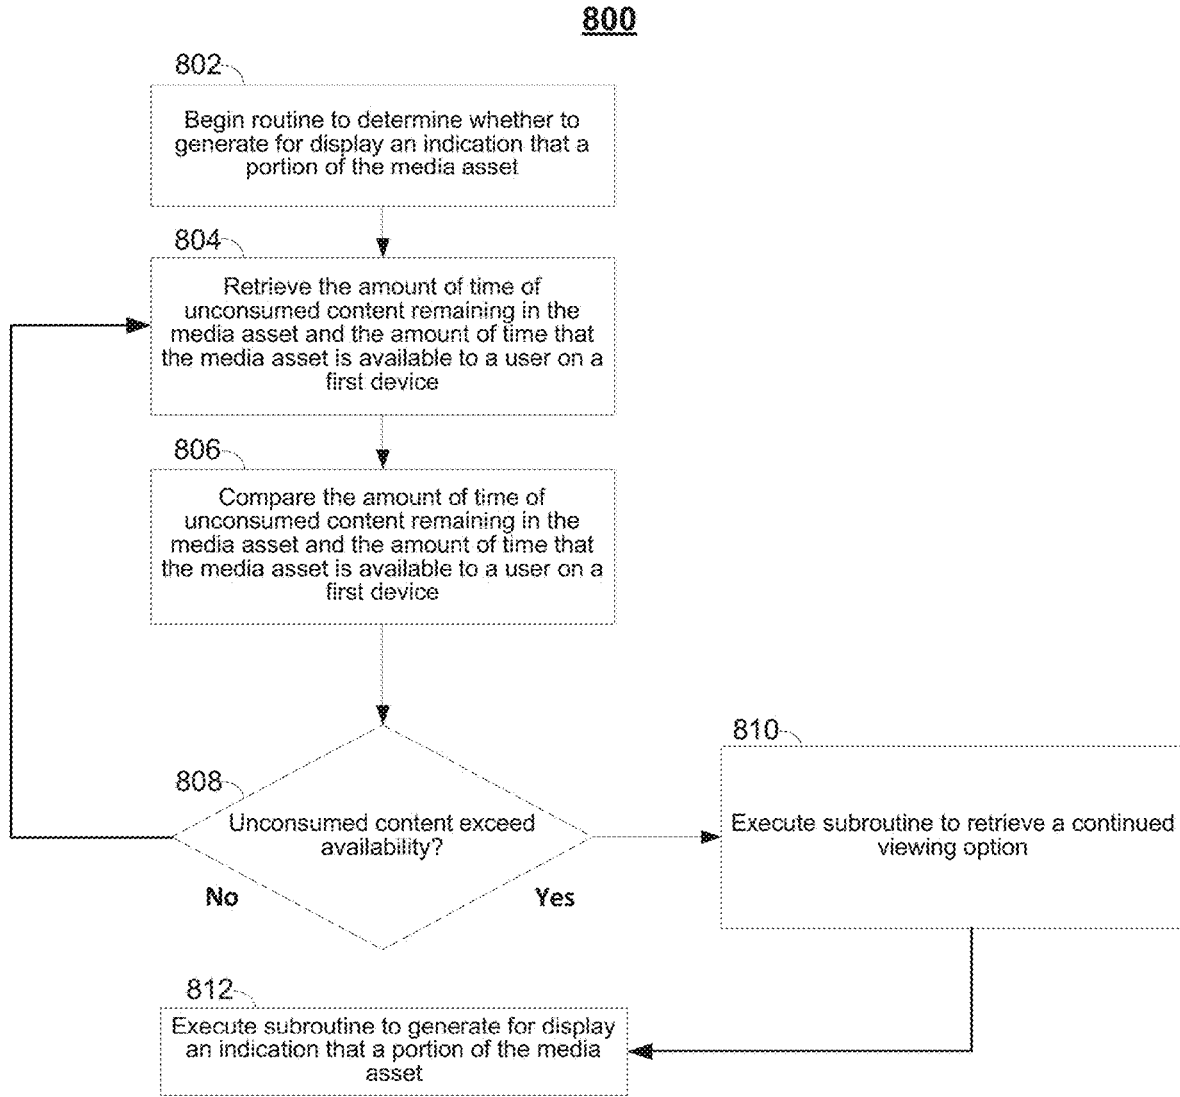 800
802
Begin routine to determine whether to
generate for display an indication that a
portion of the media asset
804
Retrieve the amount of time of
unconsumed content remaining in the
media asset and the amount of time that
the media asset is available to a user on a
first device
806
Compare the amount of time of
unconsumed content remaining in the
media asset and the amount of time that
the media asset is available to a user on a
first device
808
Unconsumed content exceed
availability?
No
Yes
810
Execute subroutine to retrieve a continued
viewing option
812
Execute subroutine to generate for display
an indication that a portion of the media
asset